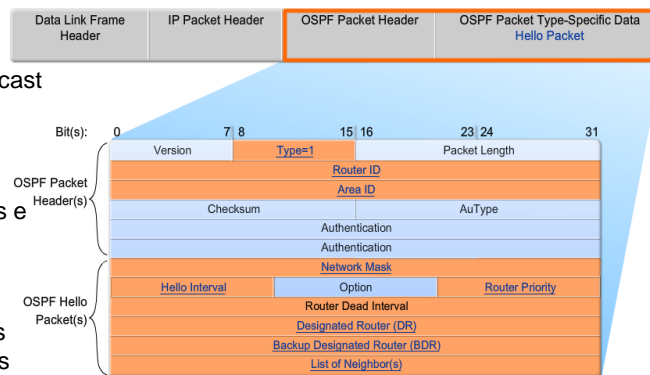 Data Link Frame Header
IP Packet Header
OSPF Packet Header
OSPF Packet Type-Specific Data
Hello Packet
cast
Bit(s): 0 7 8 15 16 23 24 31
Version Type=1 Packet Length
Router ID
OSPF Packet Header(s)
Area ID
s e
Checksum AuType
Authentication
Authentication
Network Mask
Hello Interval Option Router Priority
OSPF Hello Packet(s)
Router Dead Interval
Designated Router (DR)
s
Backup Designated Router (BDR)
s
List of Neighbor(s)